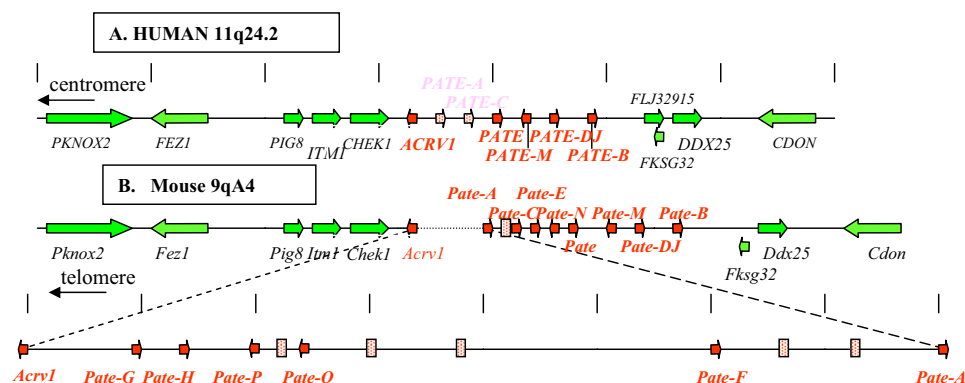 A. HUMAN 11q24.2
centromere
PATE-A
PATE-C
FLJ32915
PKNOX2 FEZ1 PIG8 ITM1 CHEK1 ACRV1 PATE PATE-DJ DDX25 CDON
PATE-M PATE-B FKSG32
B. Mouse 9qA4
Pate-A Pate-E
Pate-C Pate-N Pate-M Pate-B
Pknox2 Fez1 Pig8 Itm1 Chek1 Acrv1 Pate Pate-DJ Fksg32 Ddx25 Cdon
telomere
Acrv1 Pate-G Pate-H Pate-P Pate-O Pate-F Pate-A